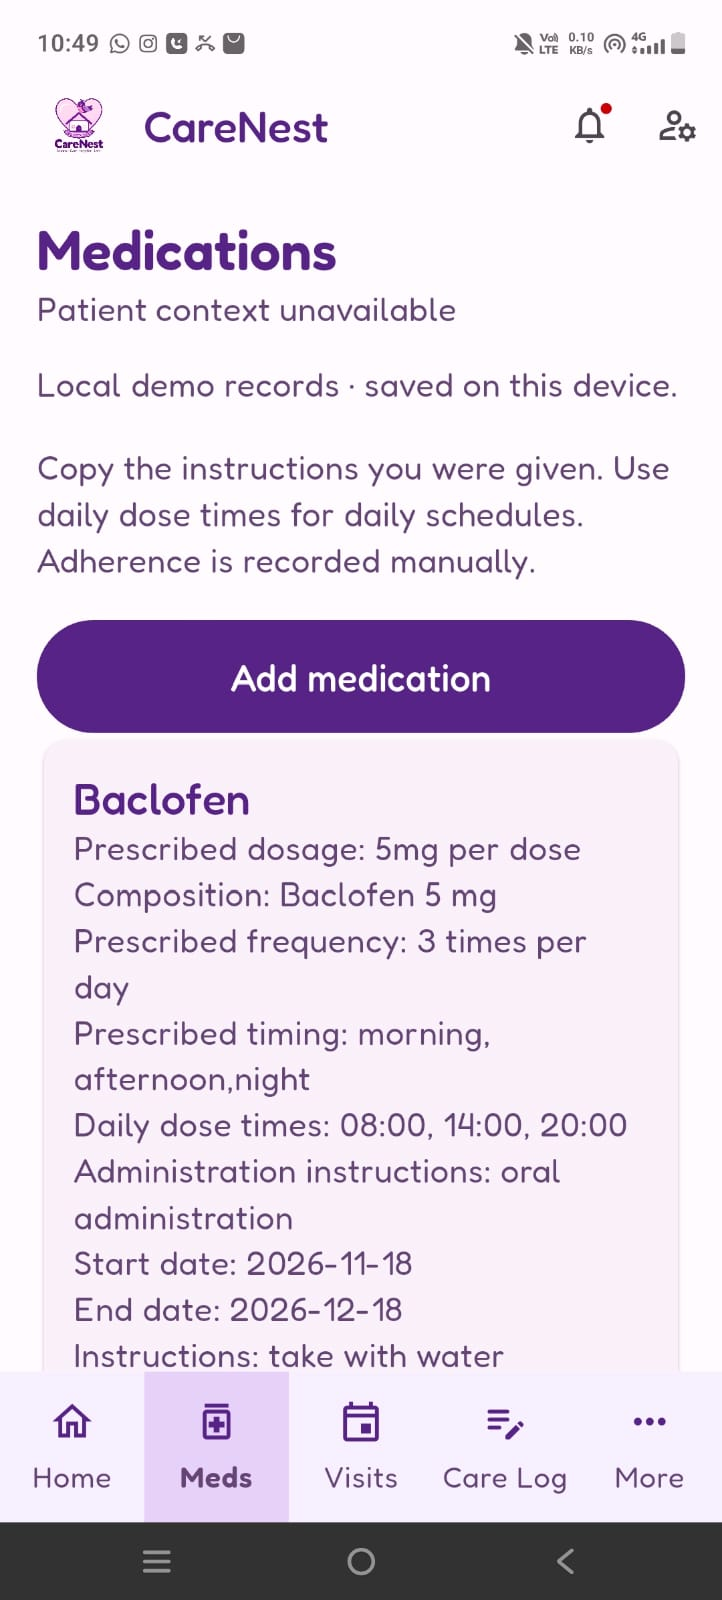 10:49
Vol) LTE 0.10 KB/s 4G
CareNest
CareNest
Medications
Patient context unavailable
Local demo records · saved on this device.
Copy the instructions you were given. Use
daily dose times for daily schedules.
Adherence is recorded manually.
Add medication
Baclofen
Prescribed dosage: 5mg per dose
Composition: Baclofen 5 mg
Prescribed frequency: 3 times per
day
Prescribed timing: morning,
afternoon,night
Daily dose times: 08:00, 14:00, 20:00
Administration instructions: oral
administration
Start date: 2026-11-18
End date: 2026-12-18
Instructions: take with water
Home
Meds
Visits
Care Log
More